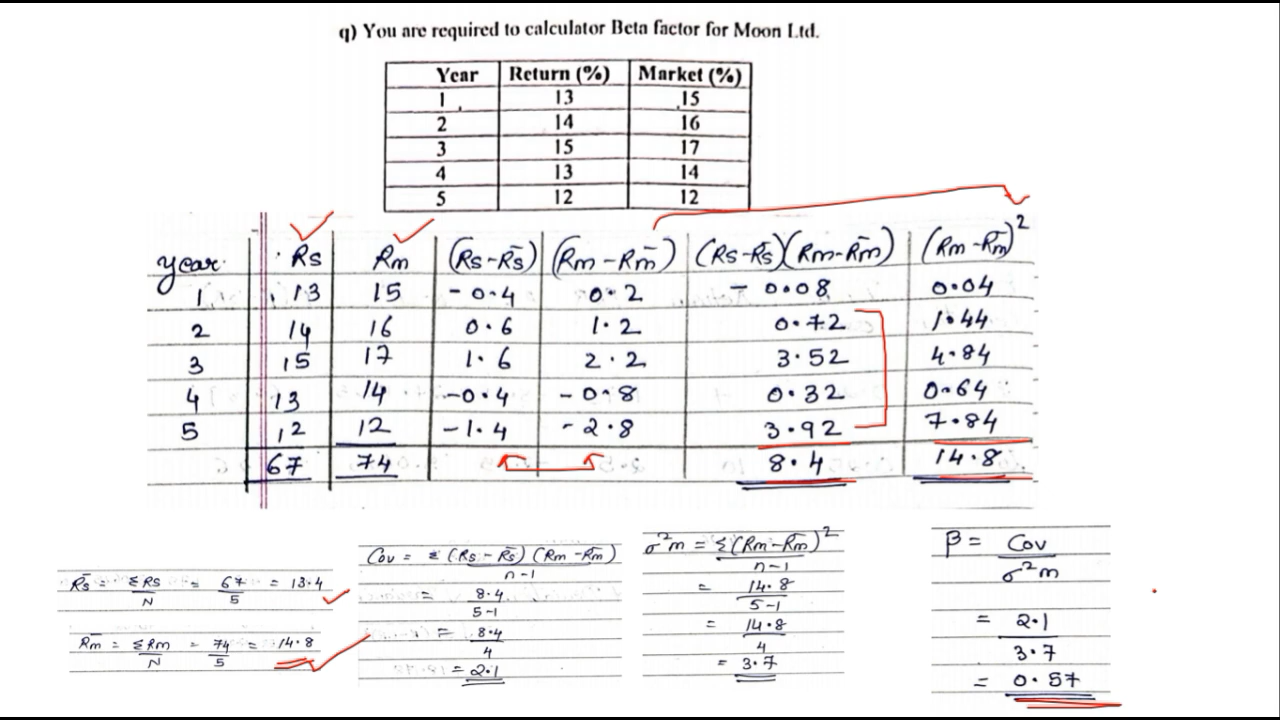 q) You are required to calculator Beta factor for Moon Ltd.
Year Return (%) Market (%)
1 13 15
2 14 16
3 15 17
4 13 14
5 12 12
year Rs Rm (Rs-R̄s) (Rm-R̄m) (Rs-R̄s)(Rm-R̄m) (Rm-R̄m)²
1 13 15 -0.4 0.2 -0.08 0.04
2 14 16 0.6 1.2 0.72 1.44
3 15 17 1.6 2.2 3.52 4.84
4 13 14 -0.4 -0.8 0.32 0.64
5 12 12 -1.4 -2.8 3.92 7.84
67 74 8.4 14.8
R̄s = ΣRs/N = 67/5 = 13.4
R̄m = ΣRm/N = 74/5 = 14.8
Cov = Σ(Rs-R̄s)(Rm-R̄m)/n-1
= 8.4/5-1
= 8.4/4
= 2.1
σ²m = Σ(Rm-R̄m)²/n-1
= 14.8/5-1
= 14.8/4
= 3.7
β = Cov/σ²m
= 2.1/3.7
= 0.57